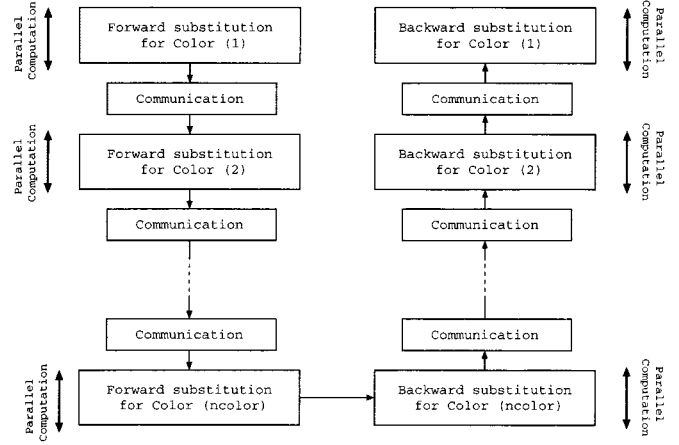 Parallel
Computation
Forward substitution
for Color (1)
Communication
Parallel
Computation
Forward substitution
for Color (2)
Communication
Communication
Parallel
Computation
Forward substitution
for Color (ncolor)
Backward substitution
for Color (1)
Parallel
Computation
Communication
Backward substitution
for Color (2)
Parallel
Computation
Communication
Communication
Backward substitution
for Color (ncolor)
Parallel
Computation